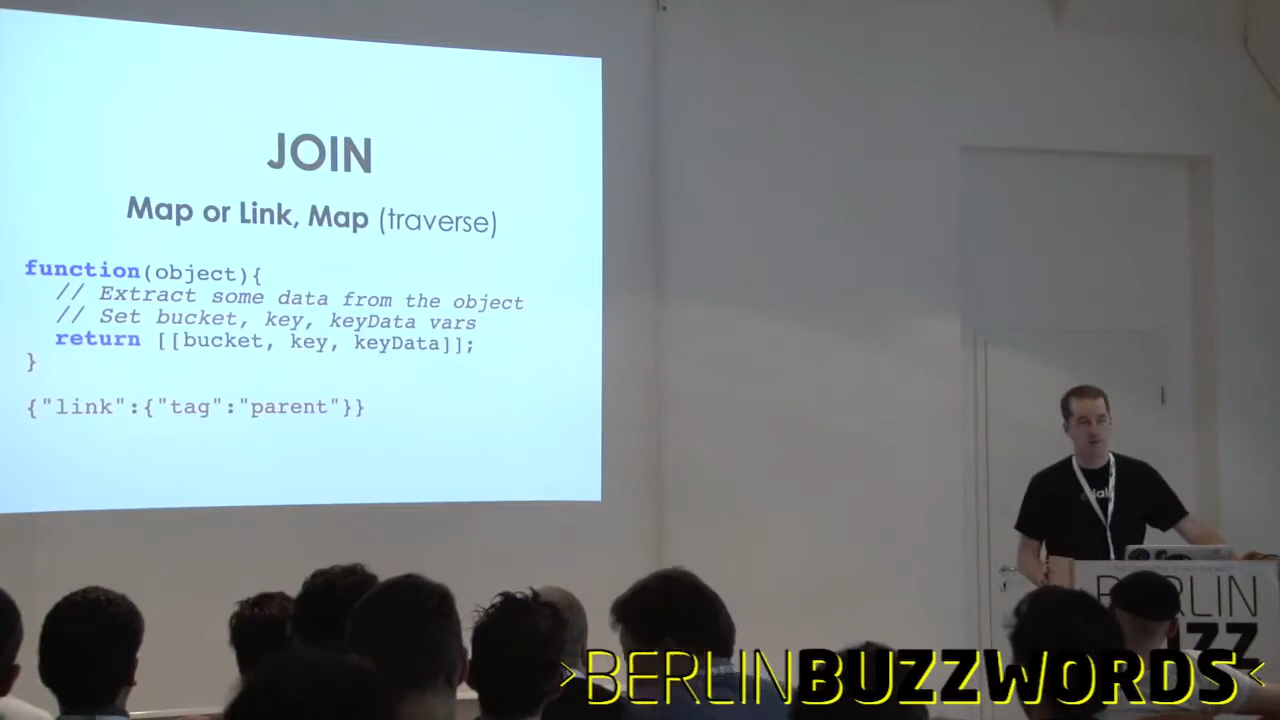 JOIN
Map or Link, Map (traverse)
function(object){
// Extract some data from the object
// Set bucket, key, keyData vars
return [[bucket, key, keyData]];
}
{"link":{"tag":"parent"}}
BERLIN
>BERLINBUZZWORDS<